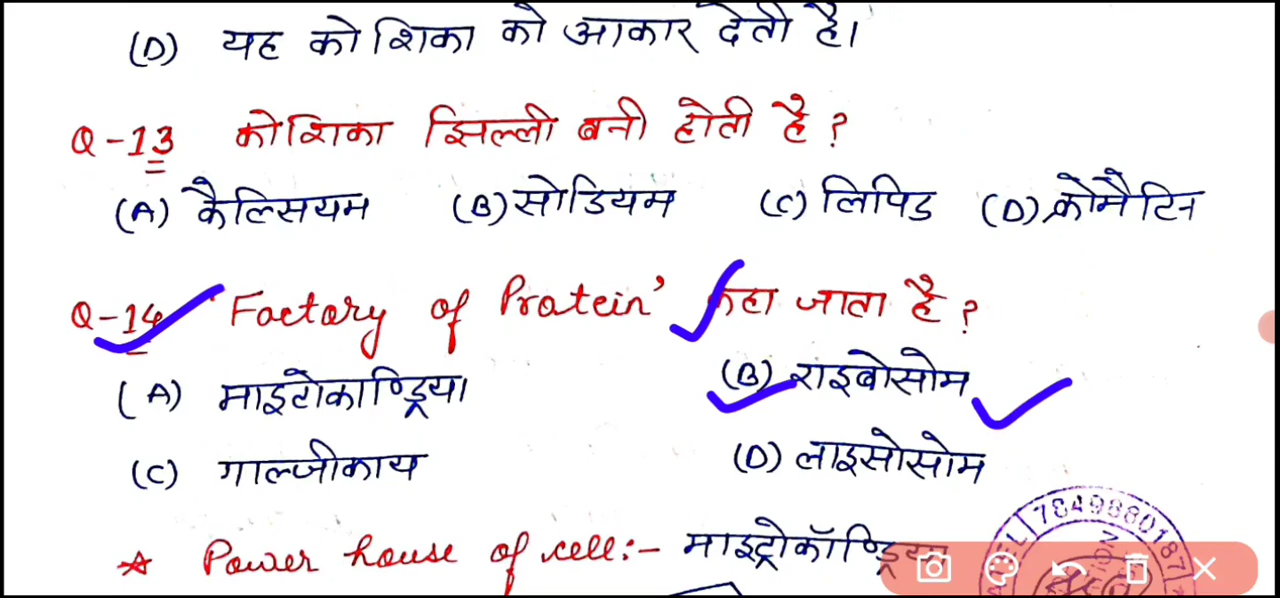 (D) यह कोशिका को आकार देती है।
Q-13 कोशिका झिल्ली बनी होती है?
(A) कैल्सियम (B) सोडियम (C) लिपिड (D) क्रोमैटिन
Q-14 'Factory of Protein' कहा जाता है?
(A) माइटोकाण्ड्रिया (B) राइबोसोम
(C) गाल्जीकाय (D) लाइसोसोम
* Power house of cell:- माइट्रोकॉण्ड्रिया
7849880187